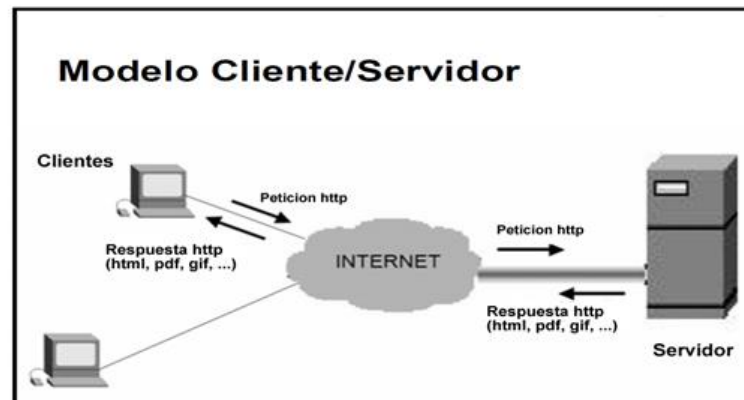 Modelo Cliente/Servidor
Clientes
Peticion http
Respuesta http
(html, pdf, gif, ...)
INTERNET
Peticion http
Respuesta http
(html, pdf, gif, ...)
Servidor